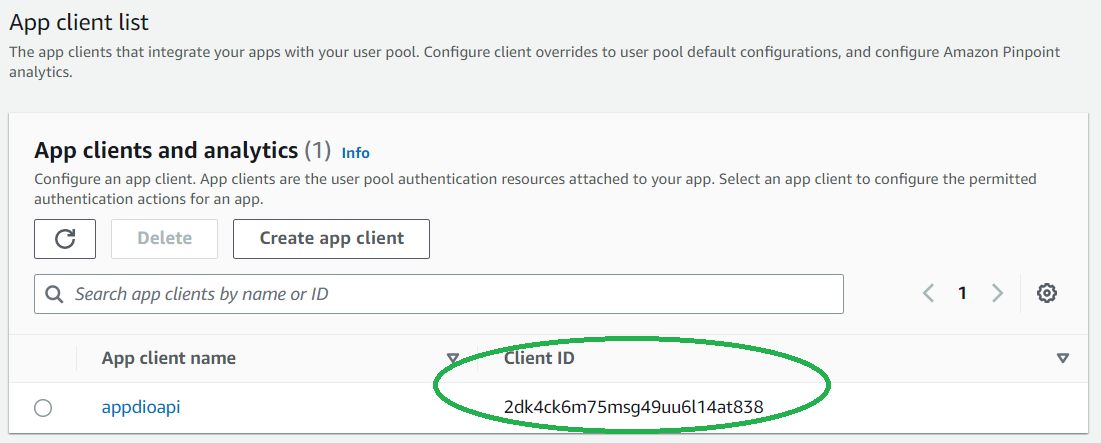 App client list
The app clients that integrate your apps with your user pool. Configure client overrides to user pool default configurations, and configure Amazon Pinpoint
analytics.
App clients and analytics (1) Info
Configure an app client. App clients are the user pool authentication resources attached to your app. Select an app client to configure the permitted
authentication actions for an app.
Delete Create app client
Search app clients by name or ID 1
App client name Client ID
appdioapi 2dk4ck6m75msg49uu6l14at838